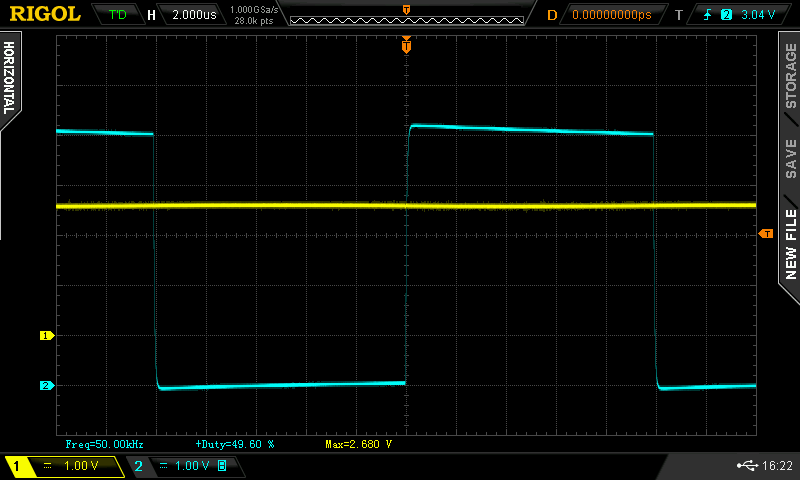 RIGOL T'D H 2.000us 1.000GSa/s 28.0k pts T D 0.00000000ps T 2 3.04 V
HORIZONTAL
T
STORAGE
SAVE
NEW FILE
T
1
2
Freq=50.00kHz +Duty=49.60 % Max=2.680 V
1 1.00 V 2 1.00 V B 16:22